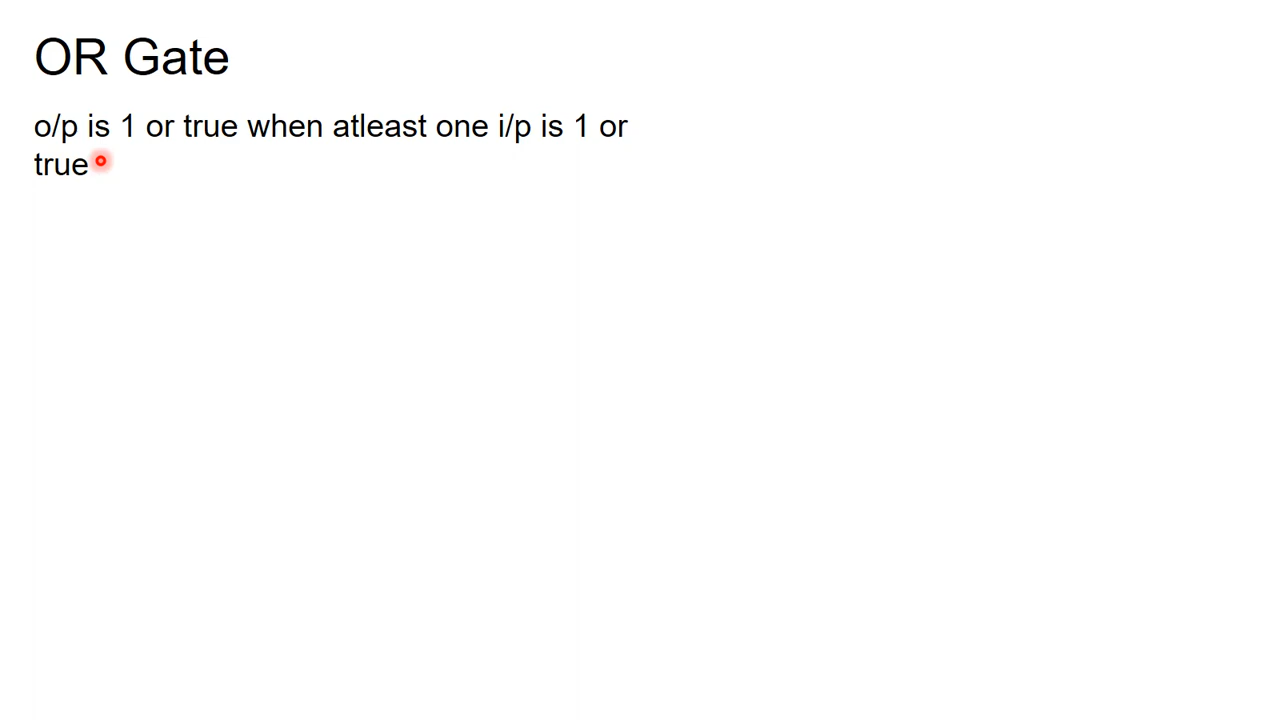 OR Gate
o/p is 1 or true when atleast one i/p is 1 or
true